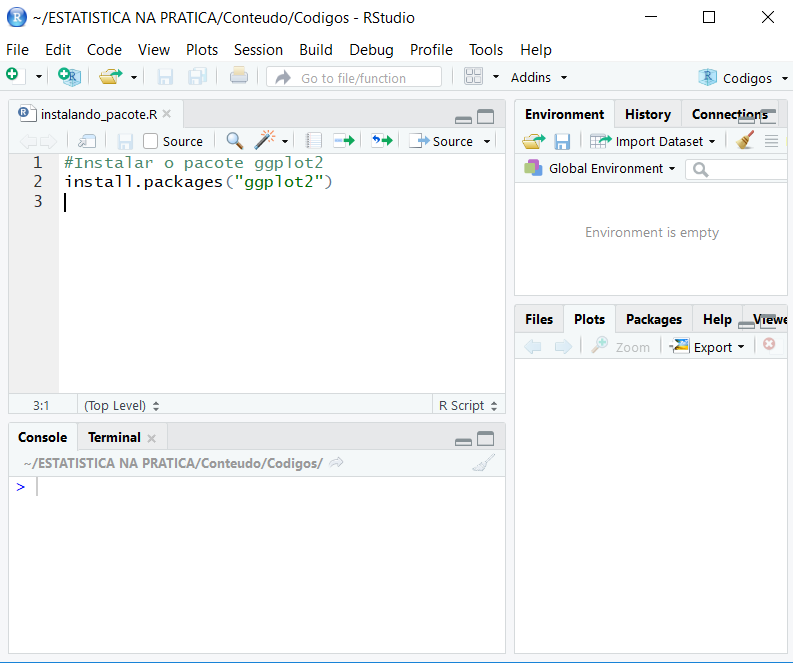 ~/ESTATISTICA NA PRATICA/Conteudo/Codigos - RStudio
File Edit Code View Plots Session Build Debug Profile Tools Help
Go to file/function Addins Codigos
instalando_pacote.R
Source Source
1 #Instalar o pacote ggplot2
2 install.packages("ggplot2")
3
3:1 (Top Level) R Script
Console Terminal
~/ESTATISTICA NA PRATICA/Conteudo/Codigos/
>
Environment History Connections
Import Dataset
Global Environment
Environment is empty
Files Plots Packages Help Viewe
Zoom Export